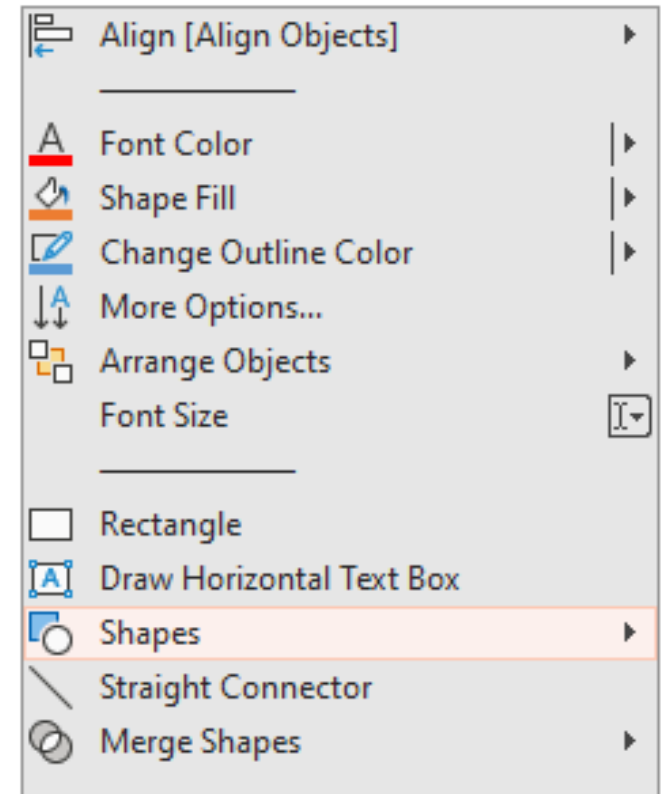 Align [Align Objects]
Font Color
Shape Fill
Change Outline Color
More Options...
Arrange Objects
Font Size
Rectangle
Draw Horizontal Text Box
Shapes
Straight Connector
Merge Shapes